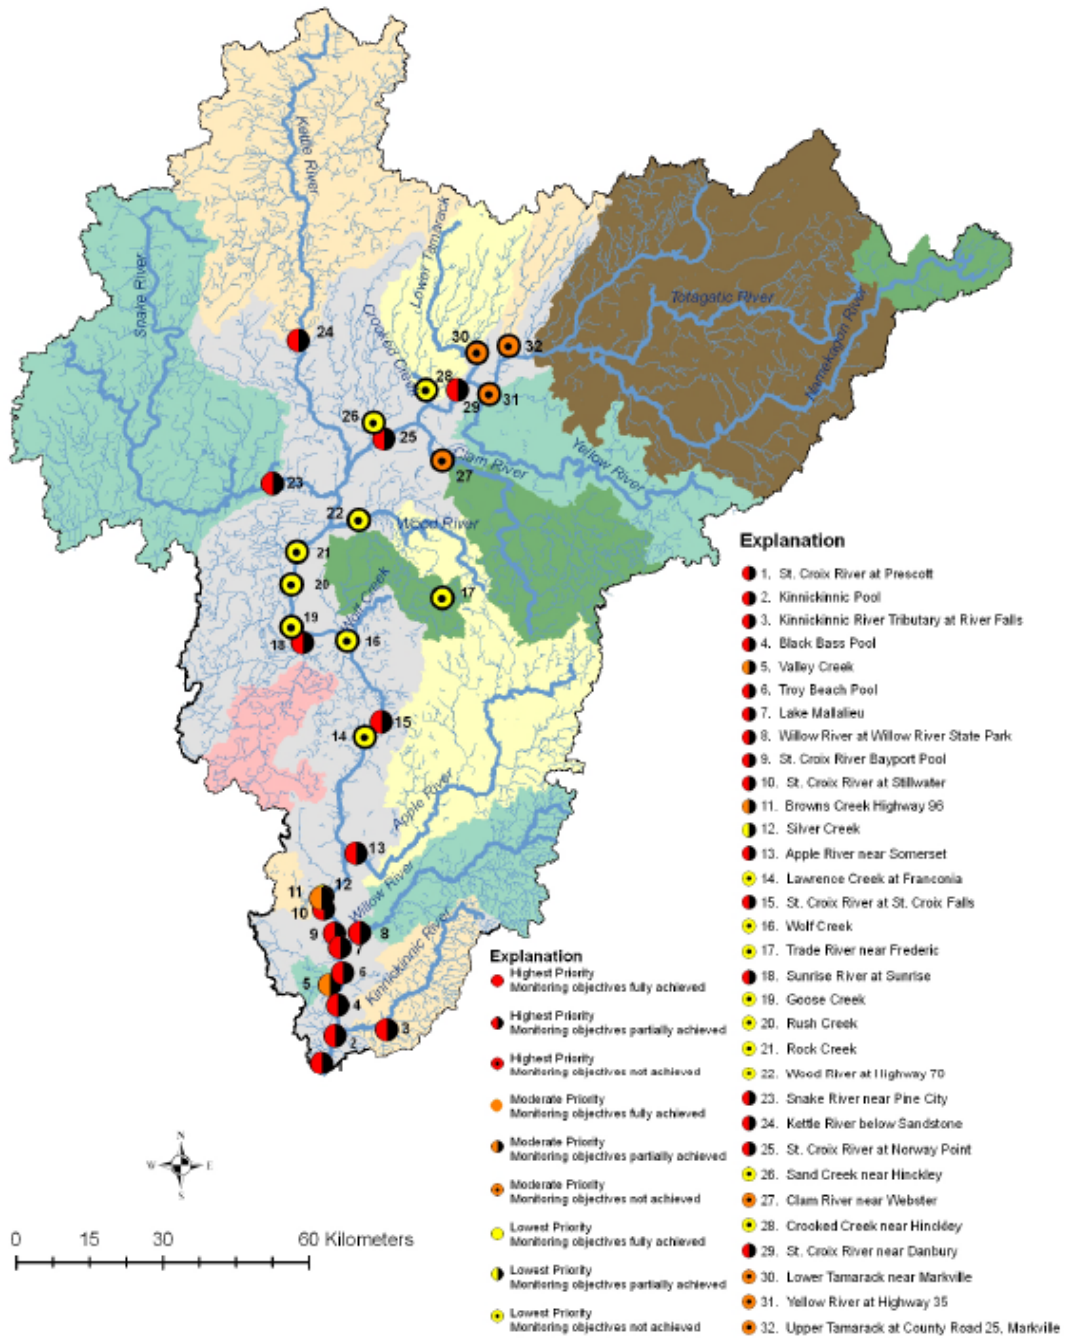 Kettle River
Lower Tamarack
Snake River
Totagatic River
Namekagon River
24
30
32
Crooked Creek
28
29
31
26
25
Clam River
Yellow River
27
23
22
Wood River
21
20
Wolf Creek
17
19
18
16
15
14
Apple River
13
12
11
10
Willow River
9
8
7
6
5
Kinnickinnic River
4
3
2
1
N
W
E
S
0 15 30 60 Kilometers
Explanation
Highest Priority
Monitoring objectives fully achieved
Highest Priority
Monitoring objectives partially achieved
Highest Priority
Monitoring objectives not achieved
Moderate Priority
Monitoring objectives fully achieved
Moderate Priority
Monitoring objectives partially achieved
Moderate Priority
Monitoring objectives not achieved
Lowest Priority
Monitoring objectives fully achieved
Lowest Priority
Monitoring objectives partially achieved
Lowest Priority
Monitoring objectives not achieved
Explanation
1. St. Croix River at Prescott
2. Kinnickinnic Pool
3. Kinnickinnic River Tributary at River Falls
4. Black Bass Pool
5. Valley Creek
6. Troy Beach Pool
7. Lake Mallalieu
8. Willow River at Willow River State Park
9. St. Croix River Bayport Pool
10. St. Croix River at Stillwater
11. Browns Creek Highway 96
12. Silver Creek
13. Apple River near Somerset
14. Lawrence Creek at Franconia
15. St. Croix River at St. Croix Falls
16. Wolf Creek
17. Trade River near Frederic
18. Sunrise River at Sunrise
19. Goose Creek
20. Rush Creek
21. Rock Creek
22. Wood River at Highway 70
23. Snake River near Pine City
24. Kettle River below Sandstone
25. St. Croix River at Norway Point
26. Sand Creek near Hinckley
27. Clam River near Webster
28. Crooked Creek near Hinckley
29. St. Croix River near Danbury
30. Lower Tamarack near Markville
31. Yellow River at Highway 35
32. Upper Tamarack at County Road 25, Markville